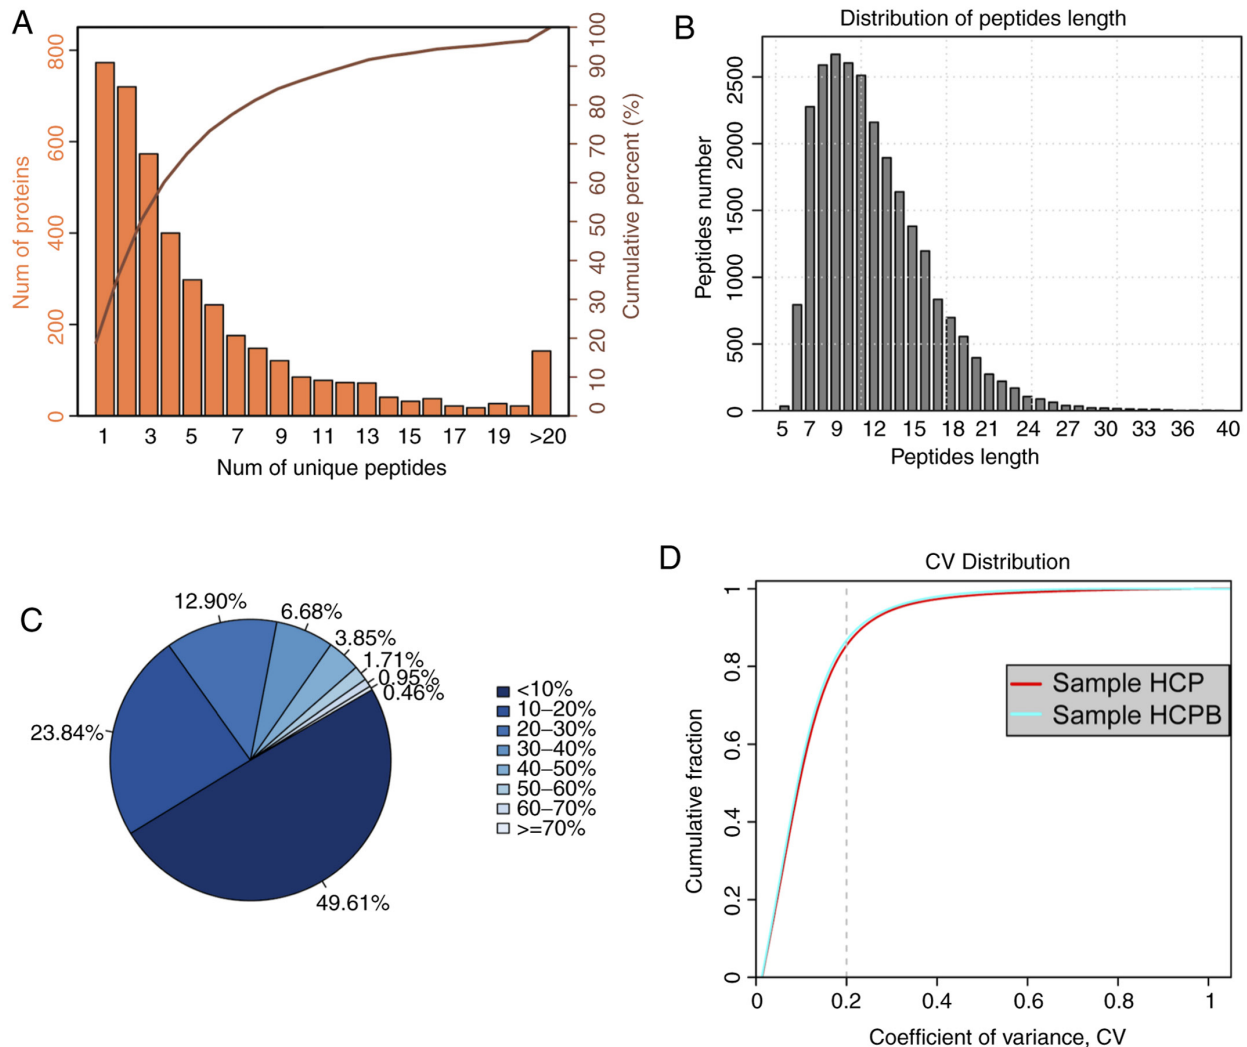 A
Num of proteins
800
600
400
200
0
100
90
80
70
60
50
40
30
20
10
0
Cumulative percent (%)
1 3 5 7 9 11 13 15 17 19 >20
Num of unique peptides
B
Distribution of peptides length
Peptides number
2500
2000
1500
1000
500
0
5 7 9 12 15 18 21 24 27 30 33 36 40
Peptides length
C
12.90%
6.68%
3.85%
1.71%
0.95%
0.46%
23.84%
49.61%
<10%
10–20%
20–30%
30–40%
40–50%
50–60%
60–70%
>=70%
D
CV Distribution
Cumulative fraction
1
0.8
0.6
0.4
0.2
0
Sample HCP
Sample HCPB
0 0.2 0.4 0.6 0.8 1
Coefficient of variance, CV